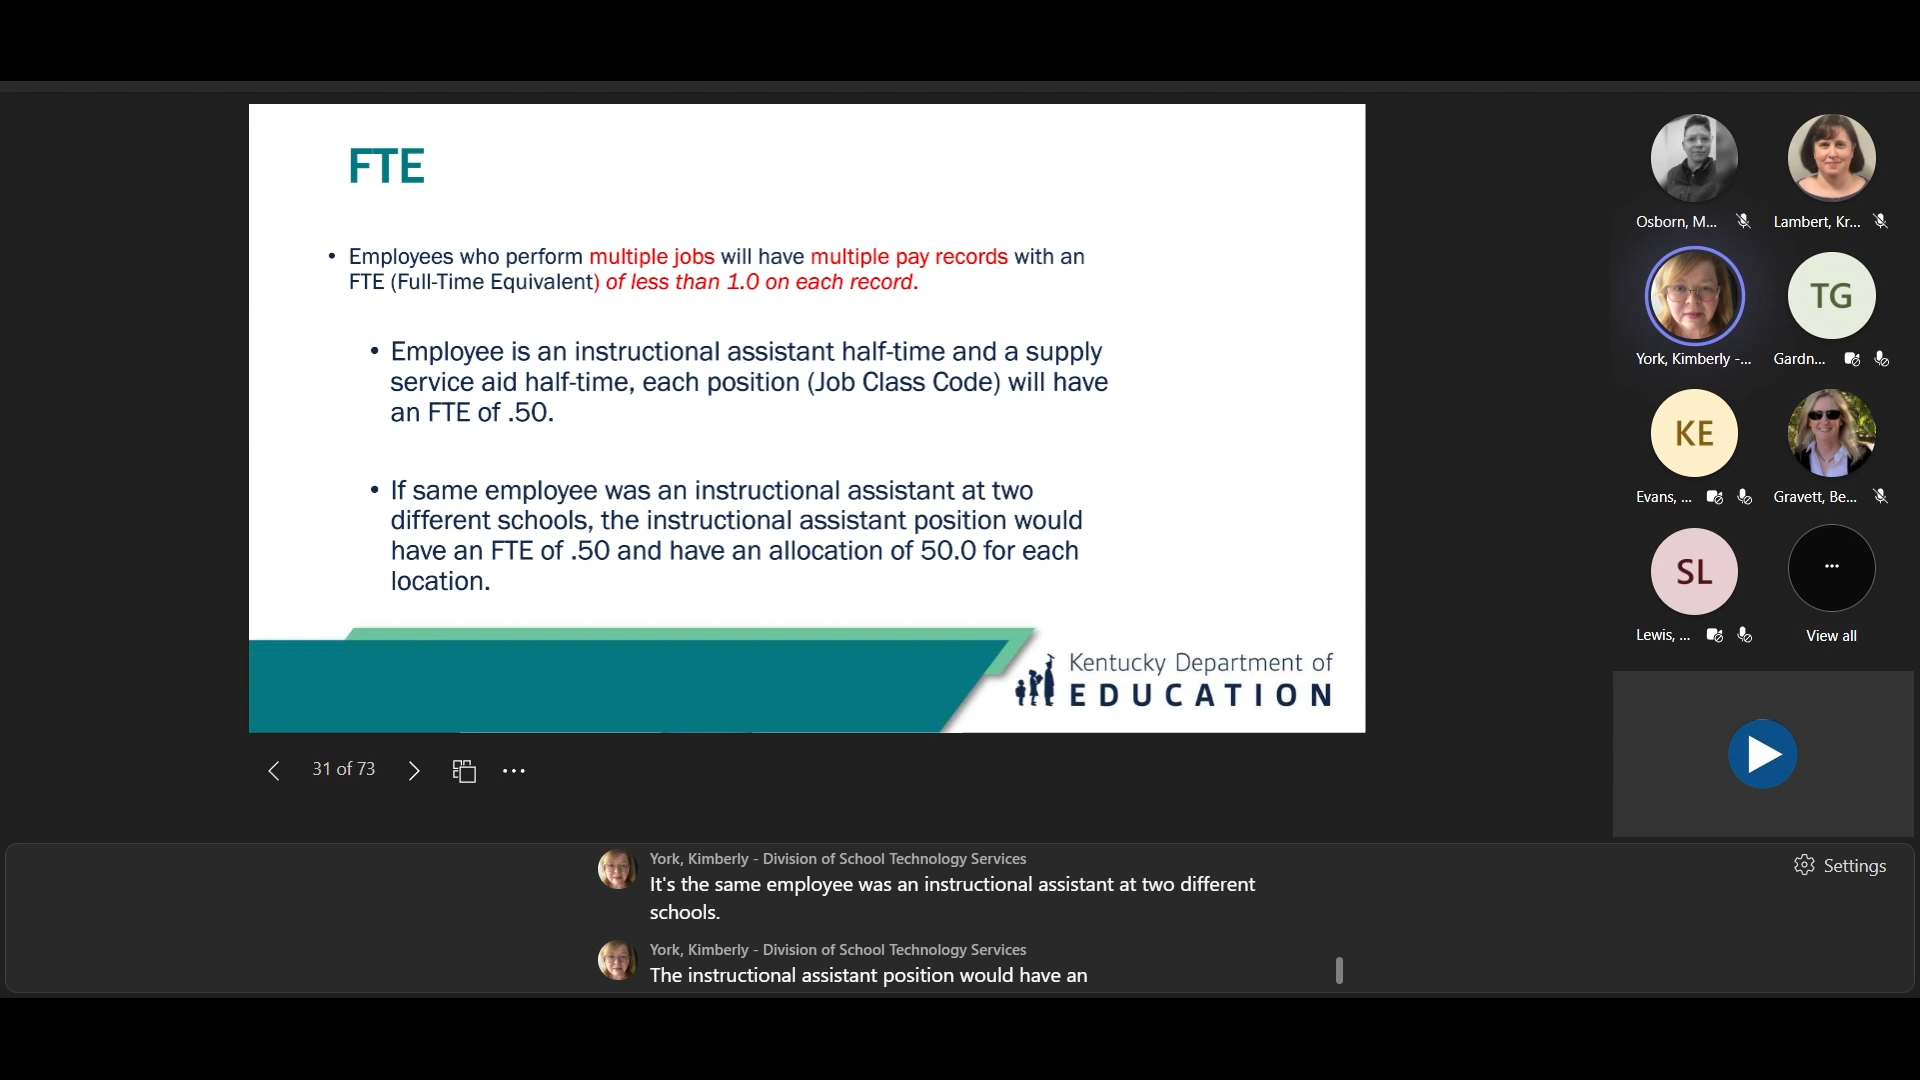 FTE
• Employees who perform multiple jobs will have multiple pay records with an
FTE (Full-Time Equivalent) of less than 1.0 on each record.
• Employee is an instructional assistant half-time and a supply
service aid half-time, each position (Job Class Code) will have
an FTE of .50.
• If same employee was an instructional assistant at two
different schools, the instructional assistant position would
have an FTE of .50 and have an allocation of 50.0 for each
location.
Kentucky Department of
EDUCATION
31 of 73
Osborn, M...
Lambert, Kr...
York, Kimberly -...
TG
Gardn...
KE
Evans, ...
Gravett, Be...
SL
Lewis, ...
View all
York, Kimberly - Division of School Technology Services
It's the same employee was an instructional assistant at two different
schools.
York, Kimberly - Division of School Technology Services
The instructional assistant position would have an
Settings